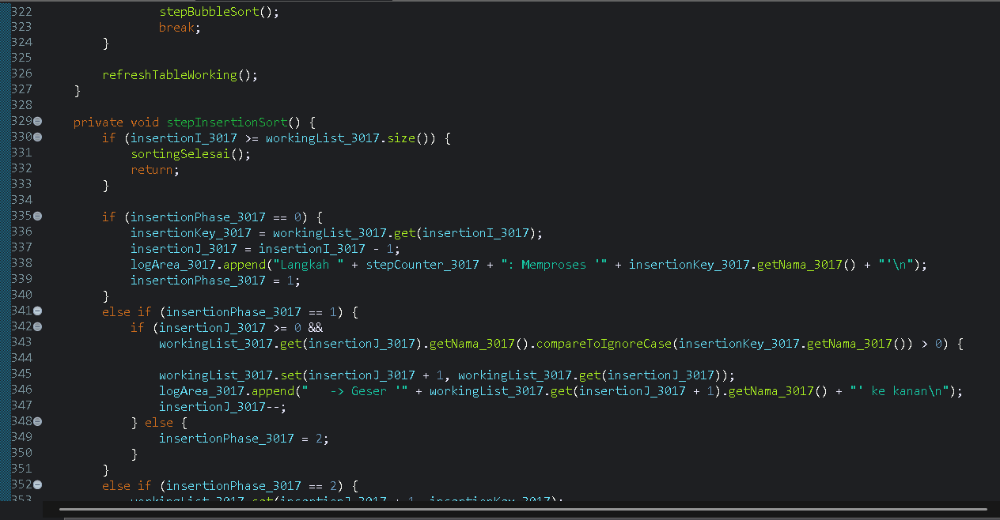 322 stepBubbleSort();
323 break;
324 }
325
326 refreshTableWorking();
327 }
328
329 private void stepInsertionSort() {
330 if (insertionI_3017 >= workingList_3017.size()) {
331 sortingSelesai();
332 return;
333 }
334
335 if (insertionPhase_3017 == 0) {
336 insertionKey_3017 = workingList_3017.get(insertionI_3017);
337 insertionJ_3017 = insertionI_3017 - 1;
338 logArea_3017.append("Langkah " + stepCounter_3017 + ": Memproses '" + insertionKey_3017.getNama_3017() + "'\n");
339 insertionPhase_3017 = 1;
340 }
341 else if (insertionPhase_3017 == 1) {
342 if (insertionJ_3017 >= 0 &&
343 workingList_3017.get(insertionJ_3017).getNama_3017().compareToIgnoreCase(insertionKey_3017.getNama_3017()) > 0) {
344
345 workingList_3017.set(insertionJ_3017 + 1, workingList_3017.get(insertionJ_3017));
346 logArea_3017.append("   -> Geser '" + workingList_3017.get(insertionJ_3017 + 1).getNama_3017() + "' ke kanan\n");
347 insertionJ_3017--;
348 } else {
349 insertionPhase_3017 = 2;
350 }
351 }
352 else if (insertionPhase_3017 == 2) {
353 workingList_3017.set(insertionJ_3017 + 1, insertionKey_3017);